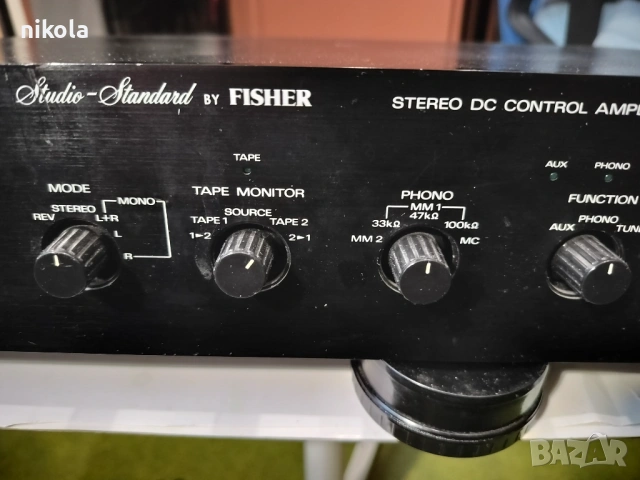 nikola
Studio-Standard BY FISHER
STEREO DC CONTROL AMPL
TAPE
AUX PHONO
MODE
TAPE MONITOR
PHONO
FUNCTION
MONO
MM 1
STEREO
SOURCE
47kΩ
REV L+R
TAPE 1 TAPE 2
33kΩ 100kΩ
PHONO
L
1►2 2►1
MM 2 MC
AUX TUN
R
BAZAR